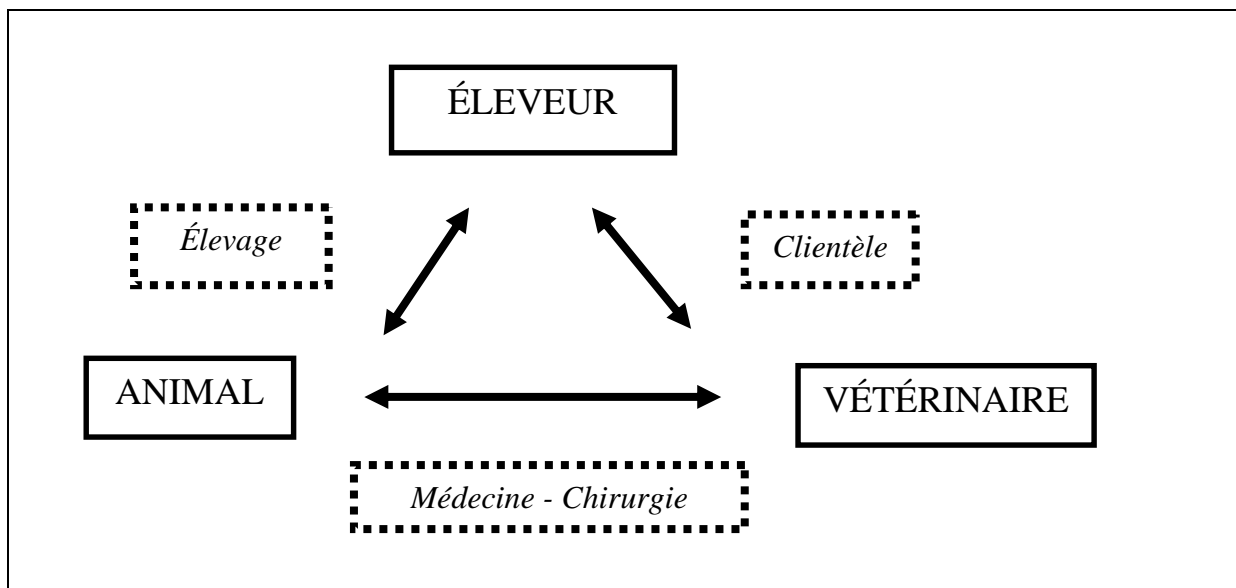 ÉLEVEUR
Élevage
Clientèle
ANIMAL
VÉTÉRINAIRE
Médecine - Chirurgie